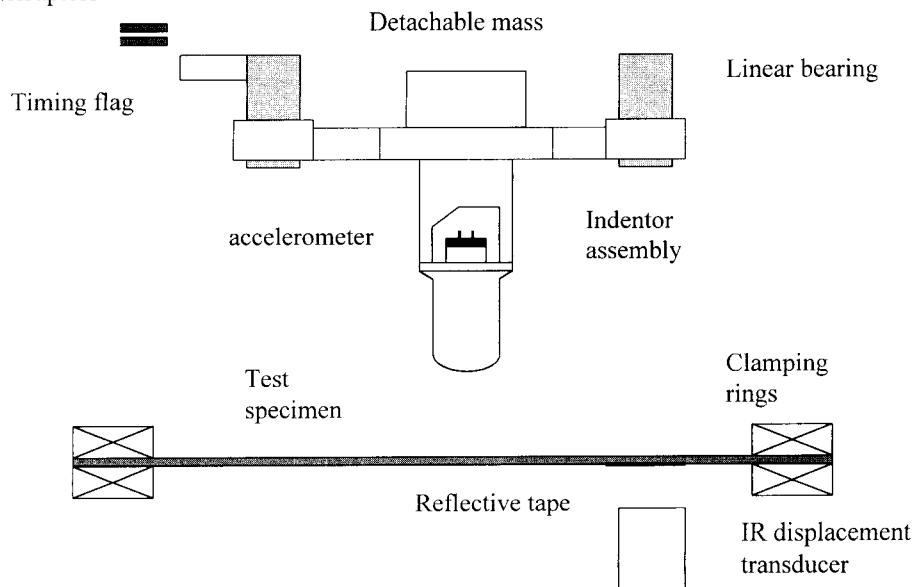 Detachable mass
Linear bearing
Timing flag
accelerometer
Indentor
assembly
Test
specimen
Clamping
rings
Reflective tape
IR displacement
transducer